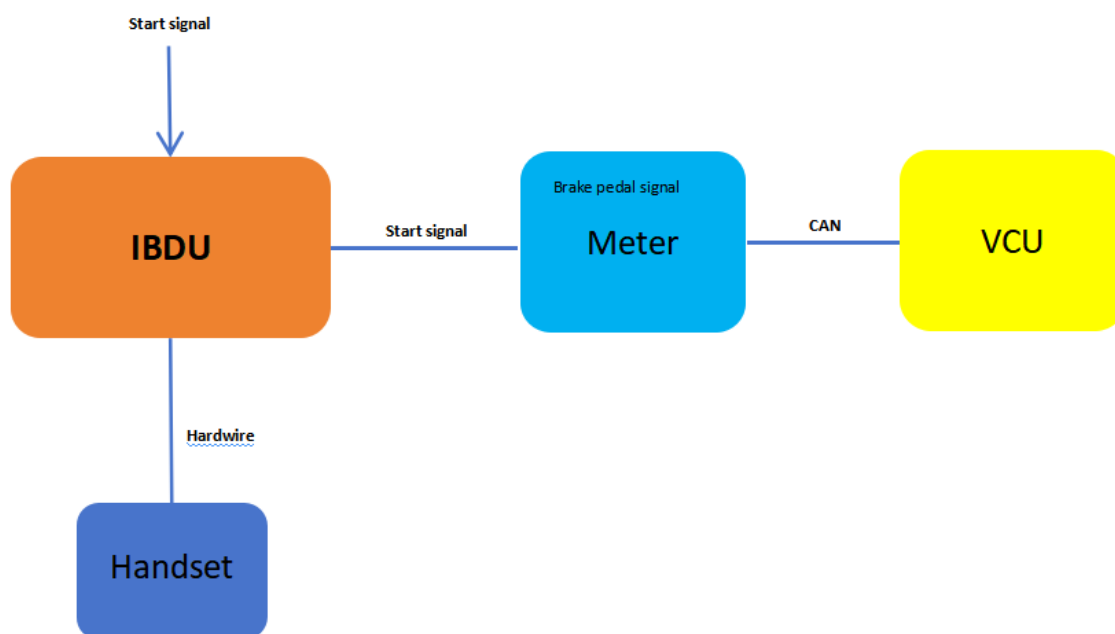 Start signal
IBDU
Start signal
Brake pedal signal
Meter
CAN
VCU
Hardwire
Handset